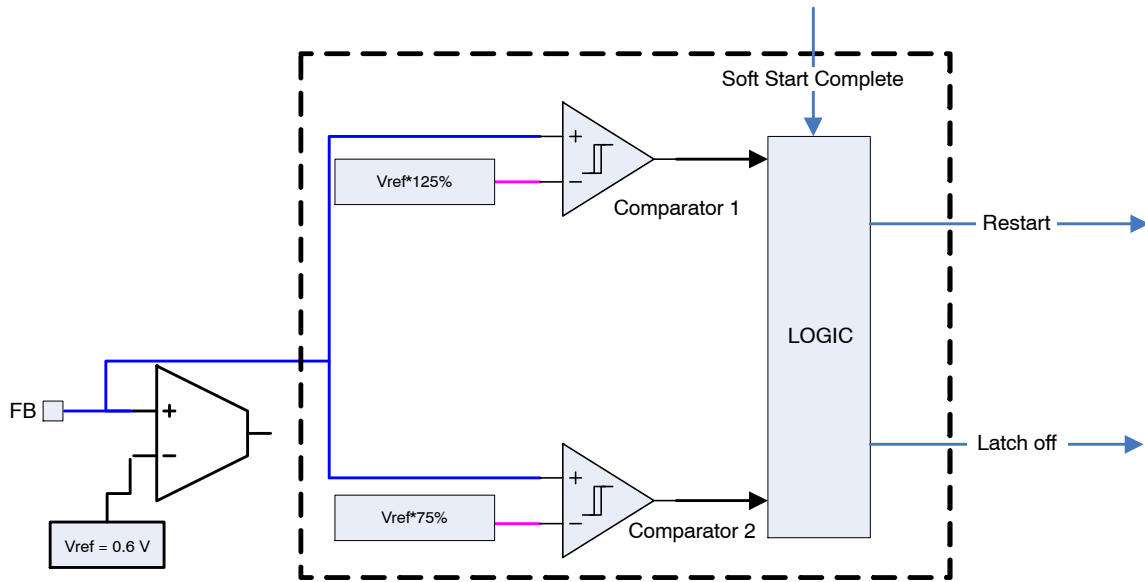 Soft Start Complete
+
Vref*125%
−
Comparator 1
Restart
LOGIC
FB
+
−
Latch off
+
Vref*75%
−
Comparator 2
Vref = 0.6 V